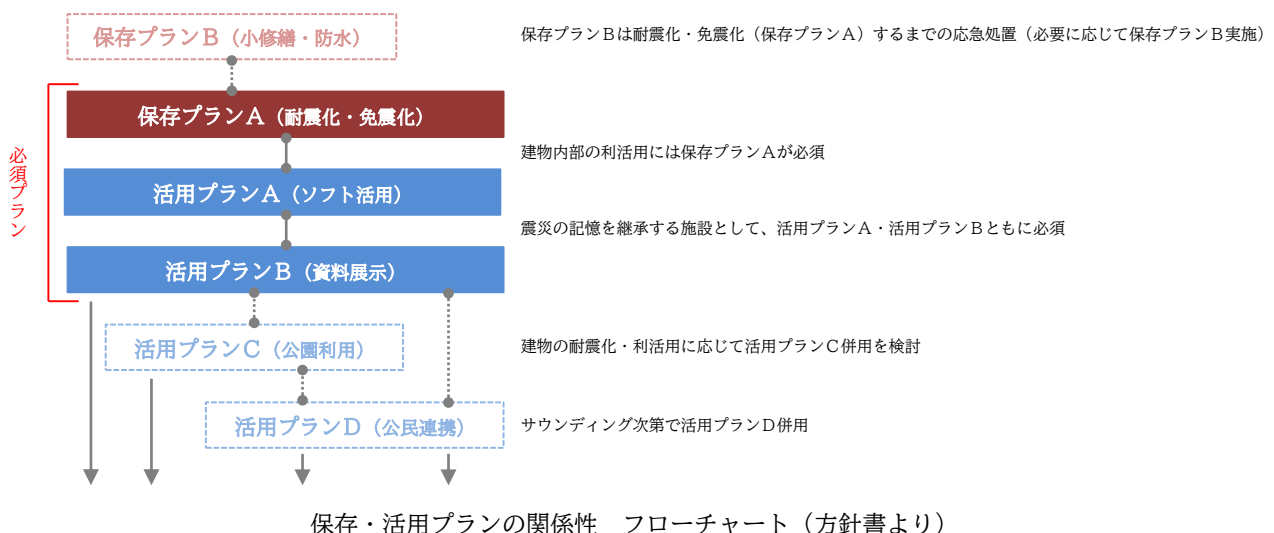 保存プランB(小修繕・防水)
保存プランBは耐震化・免震化(保存プランA)するまでの応急処置(必要に応じて保存プランB実施)
必須プラン
保存プランA(耐震化・免震化)
建物内部の利活用には保存プランAが必須
活用プランA(ソフト活用)
震災の記憶を継承する施設として、活用プランA・活用プランBともに必須
活用プランB(資料展示)
活用プランC(公園利用)
建物の耐震化・利活用に応じて活用プランC併用を検討
活用プランD(公民連携)
サウンディング次第で活用プランD併用
保存・活用プランの関係性 フローチャート(方針書より)